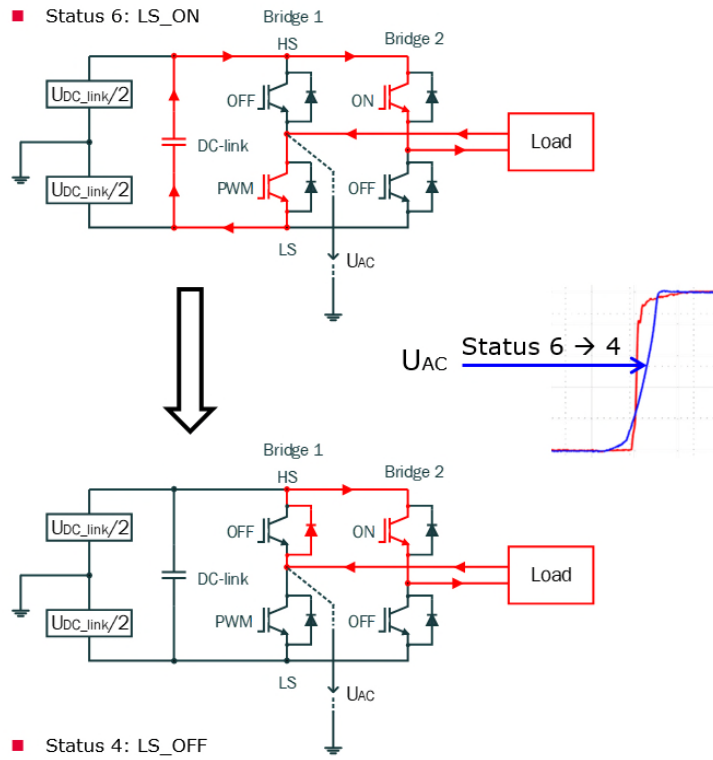 Status 6: LS_ON
Bridge 1
Bridge 2
HS
UDC_link/2
OFF
ON
DC-link
Load
UDC_link/2
PWM
OFF
LS
UAC
UAC
Status 6 → 4
Bridge 1
Bridge 2
HS
UDC_link/2
OFF
ON
DC-link
Load
UDC_link/2
PWM
OFF
LS
UAC
Status 4: LS_OFF